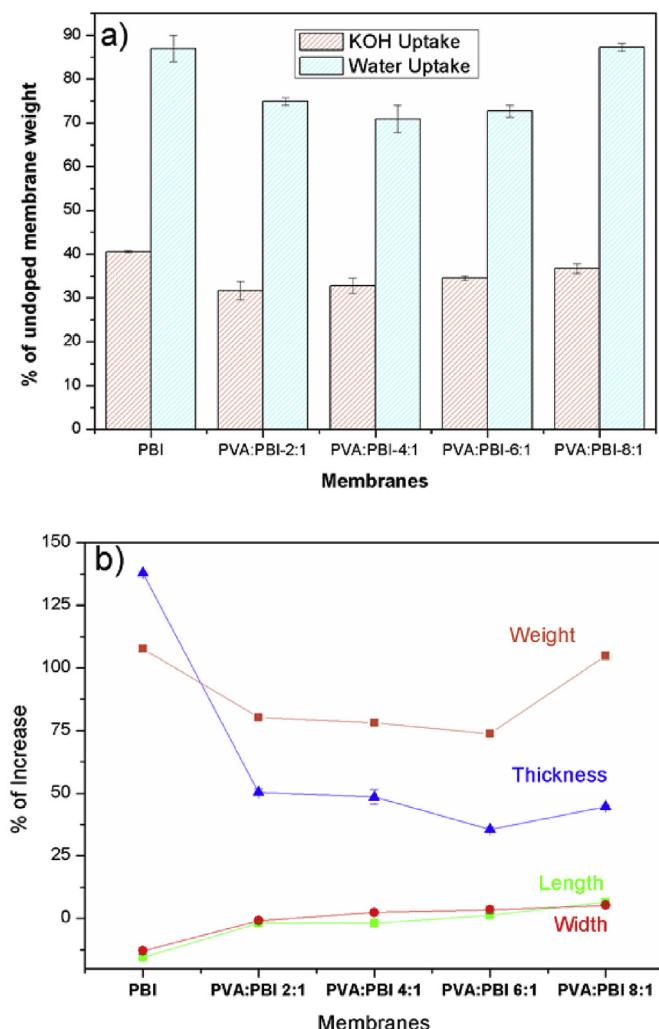 a)
KOH Uptake
Water Uptake
90
80
70
60
50
40
30
20
10
0
% of undoped membrane weight
PBI PVA:PBI-2:1 PVA:PBI-4:1 PVA:PBI-6:1 PVA:PBI-8:1
Membranes
b)
150
125
100
75
50
25
0
% of Increase
Weight
Thickness
Length
Width
PBI PVA:PBI 2:1 PVA:PBI 4:1 PVA:PBI 6:1 PVA:PBI 8:1
Membranes